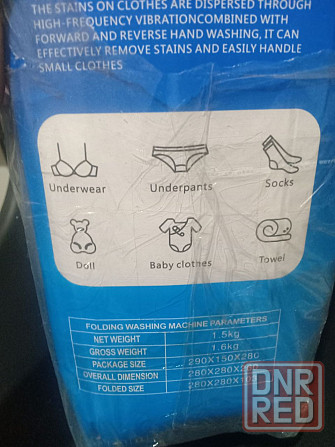 THE STAINS ON CLOTHES ARE DISPERSED THROUGH
HIGH-FREQUENCY VIBRATIONCOMBINED WITH
FORWARD AND REVERSE HAND WASHING, IT CAN
EFFECTIVELY REMOVE STAINS AND EASILY HANDLE
SMALL CLOTHES
Underwear Underpants Socks
Doll Baby clothes Towel
FOLDING WASHING MACHINE PARAMETERS
NET WEIGHT 1.5kg
GROSS WEIGHT 1.6kg
PACKAGE SIZE 290X150X280
OVERALL DIMENSION
FOLDED SIZE
DNR
RED